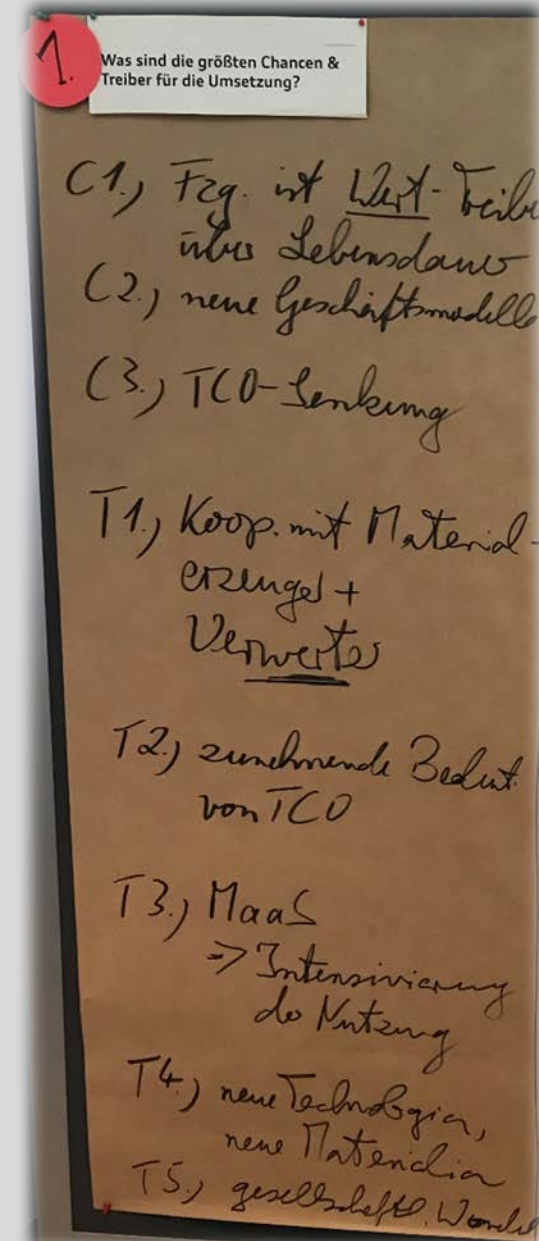 1.
Was sind die größten Chancen &
Treiber für die Umsetzung?
C1.) Fzg. ist Wert-Treibe
über Lebensdauer
C2.) neue Geschäftsmodelle
C3.) TCO-Senkung
T1.) Koop. mit Material-
erzeuger +
Verwerter
T2.) zunehmende Bedeut.
von TCO
T3.) MaaS
=> Intensivierung
der Nutzung
T4.) neue Technologien,
neue Materialien
T5.) gesellschaftl. Wandel